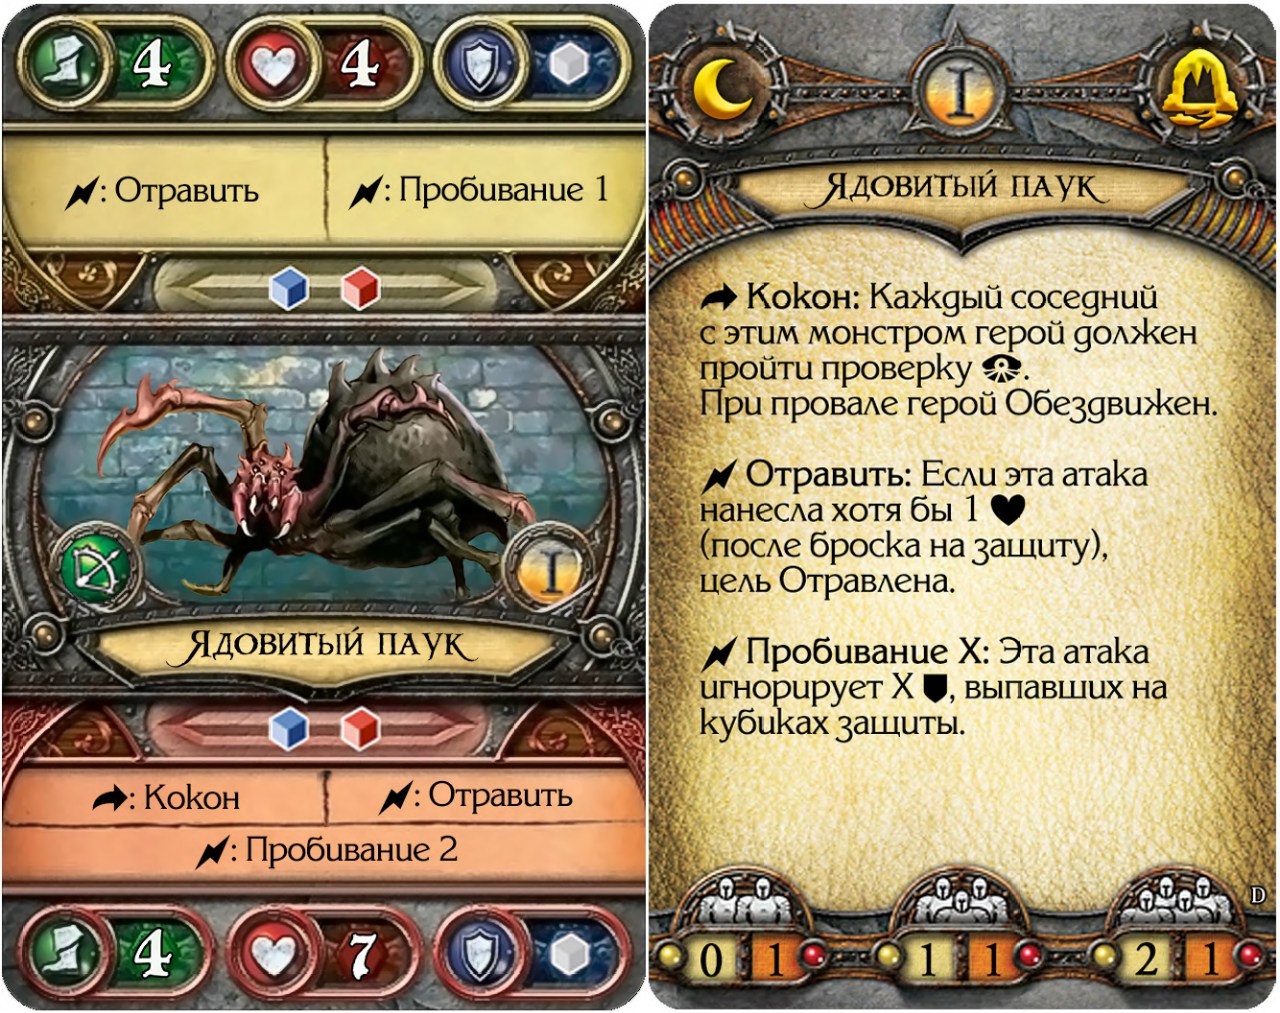 4 4
: Отравить : Пробивание 1
I
Ядовитый паук
: Кокон : Отравить
: Пробивание 2
4 7
I
Ядовитый паук
Кокон: Каждый соседний
с этим монстром герой должен
пройти проверку .
При провале герой Обездвижен.
Отравить: Если эта атака
нанесла хотя бы 1
(после броска на защиту),
цель Отравлена.
Пробивание X: Эта атака
игнорирует X , выпавших на
кубиках защиты.
D
0 1 1 1 2 1